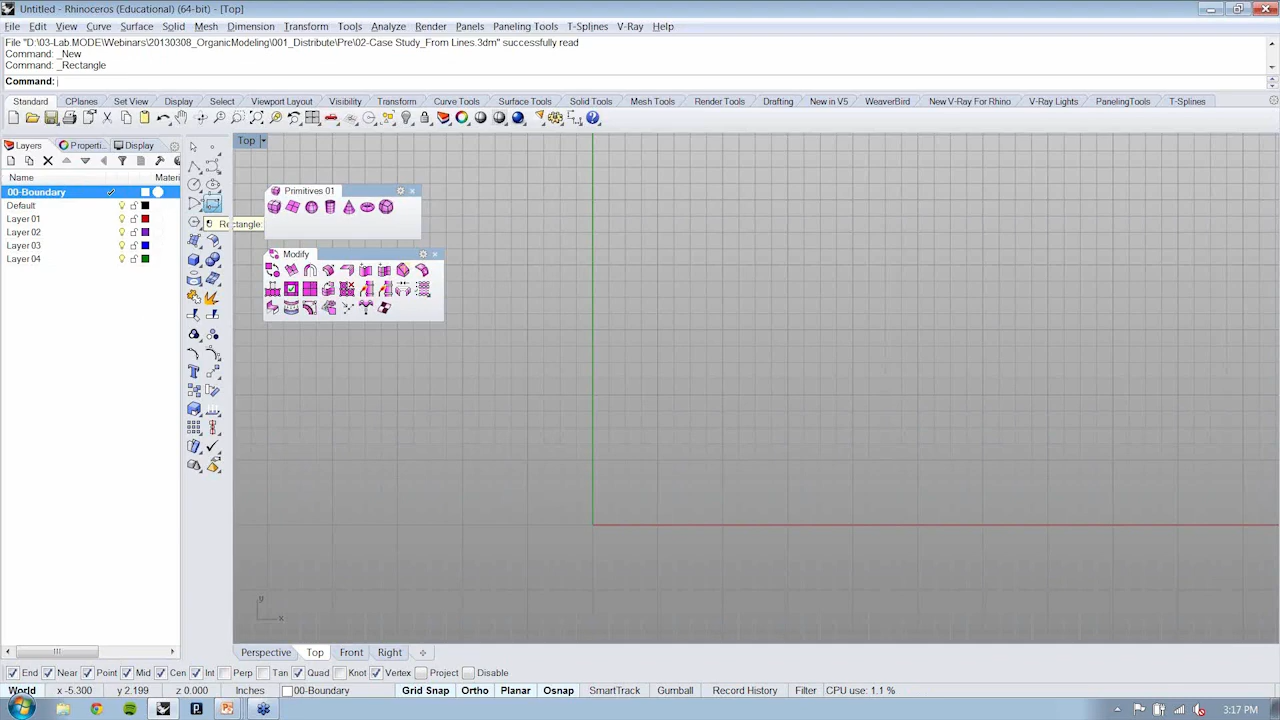 Untitled - Rhinoceros (Educational) (64-bit) - [Top]
File Edit View Curve Surface Solid Mesh Dimension Transform Tools Analyze Render Panels Paneling Tools T-Splines V-Ray Help
File "D:\03-Lab.MODE\Webinars\20130308_OrganicModeling\001_Distribute\Pre\02-Case Study_From Lines.3dm" successfully read
Command: _New
Command: _Rectangle
Command:
Standard CPlanes Set View Display Select Viewport Layout Visibility Transform Curve Tools Surface Tools Solid Tools Mesh Tools Render Tools Drafting New in V5 WeaverBird New V-Ray For Rhino V-Ray Lights PanelingTools T-Splines
Layers Properti... Display
Top
Name Materi
00-Boundary
Default
Layer 01
Layer 02
Layer 03
Layer 04
Primitives 01
Rectangle:
Modify
y
x
Perspective Top Front Right
End Near Point Mid Cen Int Perp Tan Quad Knot Vertex Project Disable
World x -5.300 y 2.199 z 0.000 Inches 00-Boundary Grid Snap Ortho Planar Osnap SmartTrack Gumball Record History Filter CPU use: 1.1 %
3:17 PM